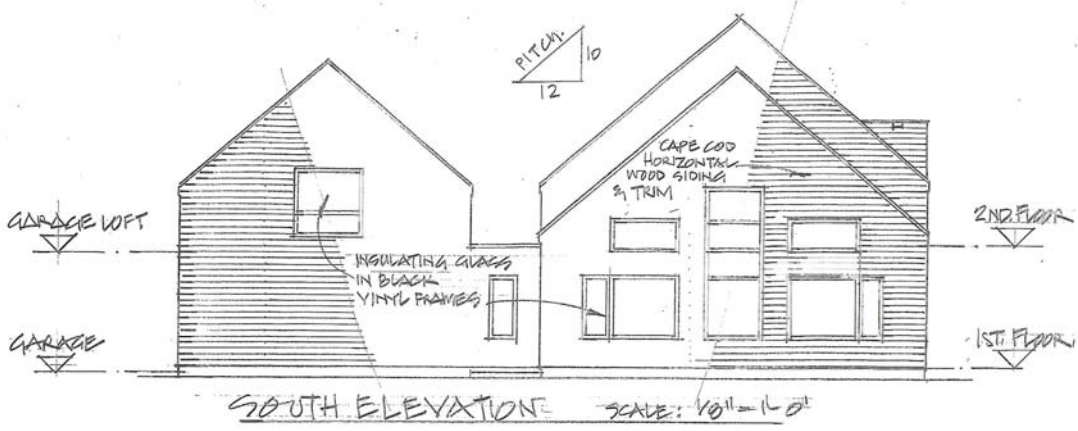 PITCH.
10
12
CAPE COD
HORIZONTAL
WOOD SIDING
& TRIM
GARAGE LOFT
2ND. FLOOR
INSULATING GLASS
IN BLACK
VINYL FRAMES
GARAGE
1ST. FLOOR
SOUTH ELEVATION
SCALE: 1/8" = 1'-0"